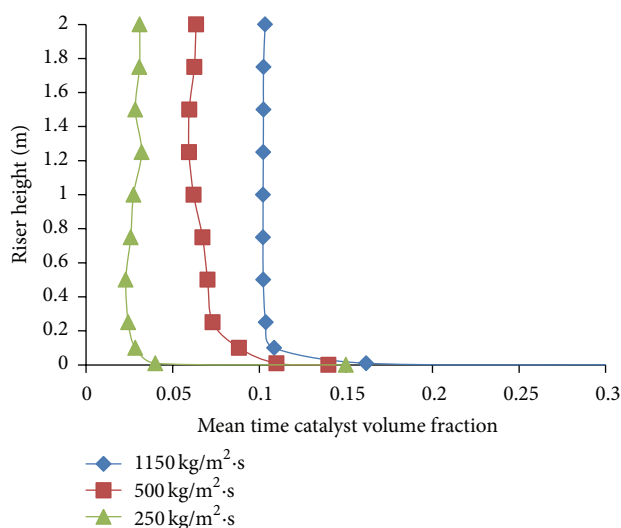 2
1.8
1.6
1.4
1.2
1
0.8
0.6
0.4
0.2
0
Riser height (m)
0 0.05 0.1 0.15 0.2 0.25 0.3
Mean time catalyst volume fraction
1150 kg/m²·s
500 kg/m²·s
250 kg/m²·s